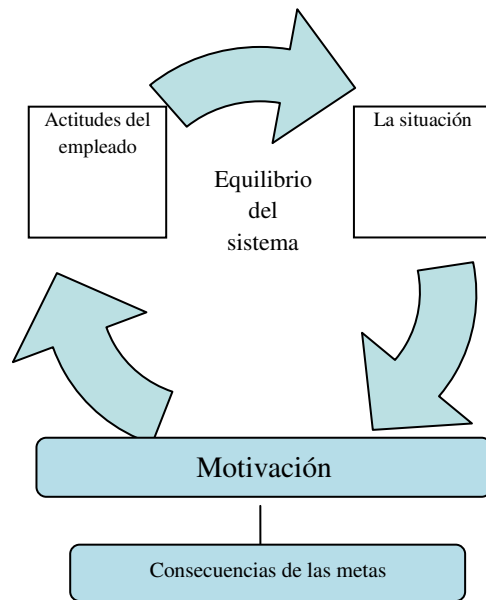 Actitudes del
empleado
La situación
Equilibrio
del
sistema
Motivación
Consecuencias de las metas